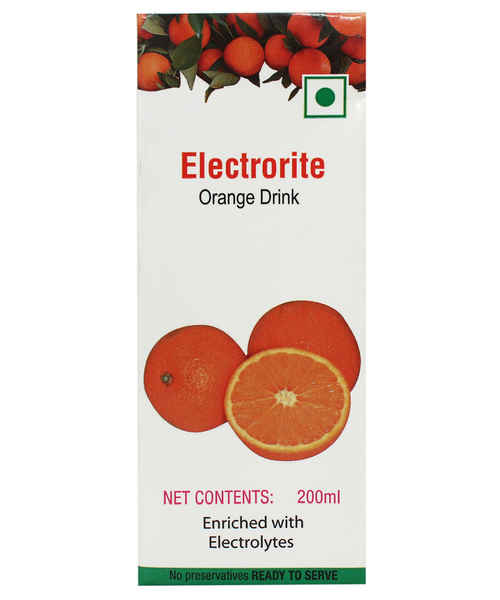 Electrorite
Orange Drink
NET CONTENTS: 200ml
Enriched with
Electrolytes
No preservatives READY TO SERVE